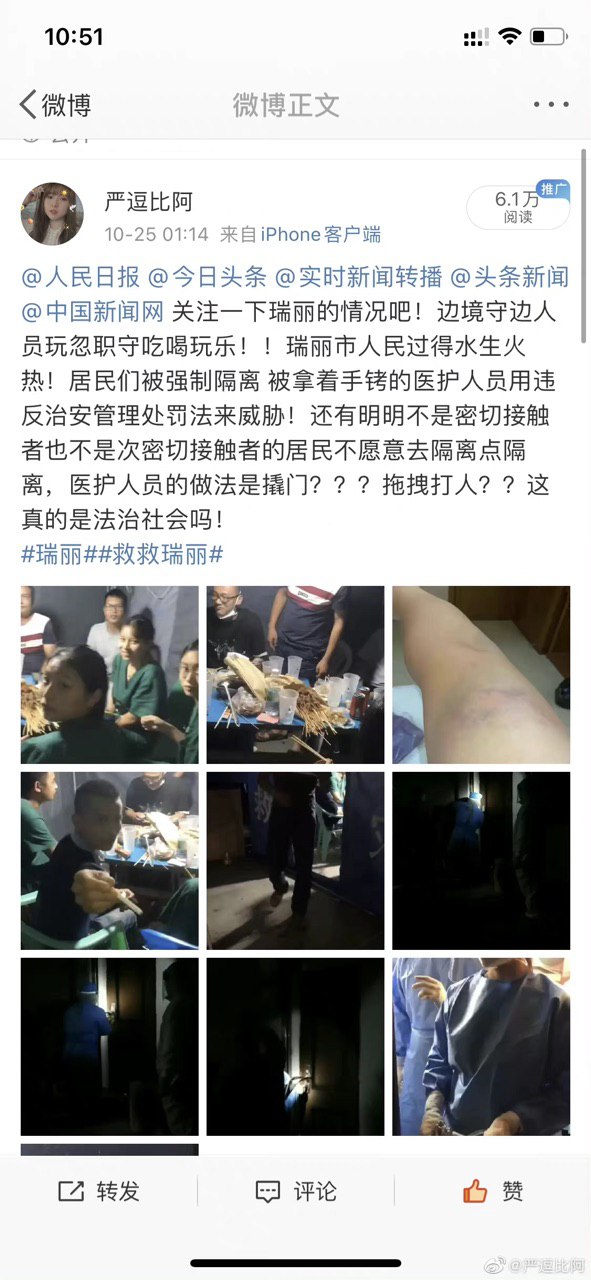 10:51
微博
微博正文
严逗比阿
6.1万
推广
阅读
10-25 01:14 来自 iPhone客户端
@人民日报 @今日头条 @实时新闻转播 @头条新闻
@中国新闻网 关注一下瑞丽的情况吧！边境守边人
员玩忽职守吃喝玩乐！！瑞丽市人民过得水生火
热！居民们被强制隔离 被拿着手铐的医护人员用违
反治安管理处罚法来威胁！还有明明不是密切接触
者也不是次密切接触者的居民不愿意去隔离点隔
离，医护人员的做法是撬门？？？拖拽打人？？这
真的是法治社会吗！
#瑞丽##救救瑞丽#
转发
评论
赞
@严逗比阿